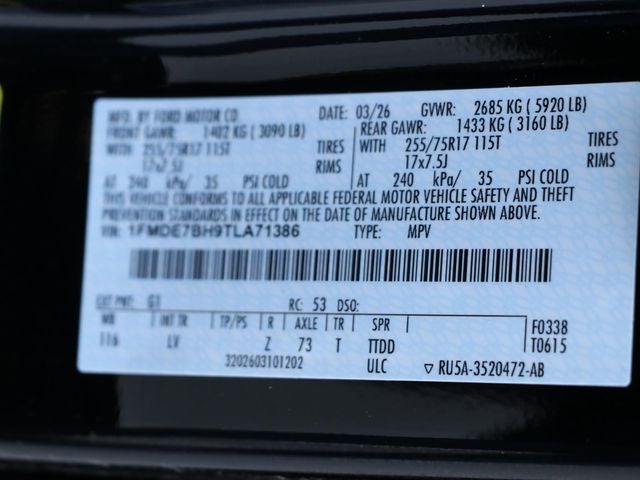 MFD. BY FORD MOTOR CO. DATE: 03/26 GVWR: 2685 KG ( 5920 LB)
FRONT GAWR: 1402 KG ( 3090 LB) REAR GAWR: 1433 KG ( 3160 LB)
WITH 255/75R17 115T TIRES WITH 255/75R17 115T TIRES
17x7.5J RIMS 17x7.5J RIMS
AT 240 kPa/ 35 PSI COLD AT 240 kPa/ 35 PSI COLD
THIS VEHICLE CONFORMS TO ALL APPLICABLE FEDERAL MOTOR VEHICLE SAFETY AND THEFT
PREVENTION STANDARDS IN EFFECT ON THE DATE OF MANUFACTURE SHOWN ABOVE.
VIN: 1FMDE7BH9TLA71386 TYPE: MPV
EXT PNT: G1 RC: 53 DSO:
WB INT TR TP/PS R AXLE TR SPR F0338
116 LV Z 73 T TTDD T0615
3202603101202 ULC ▽ RU5A-3520472-AB